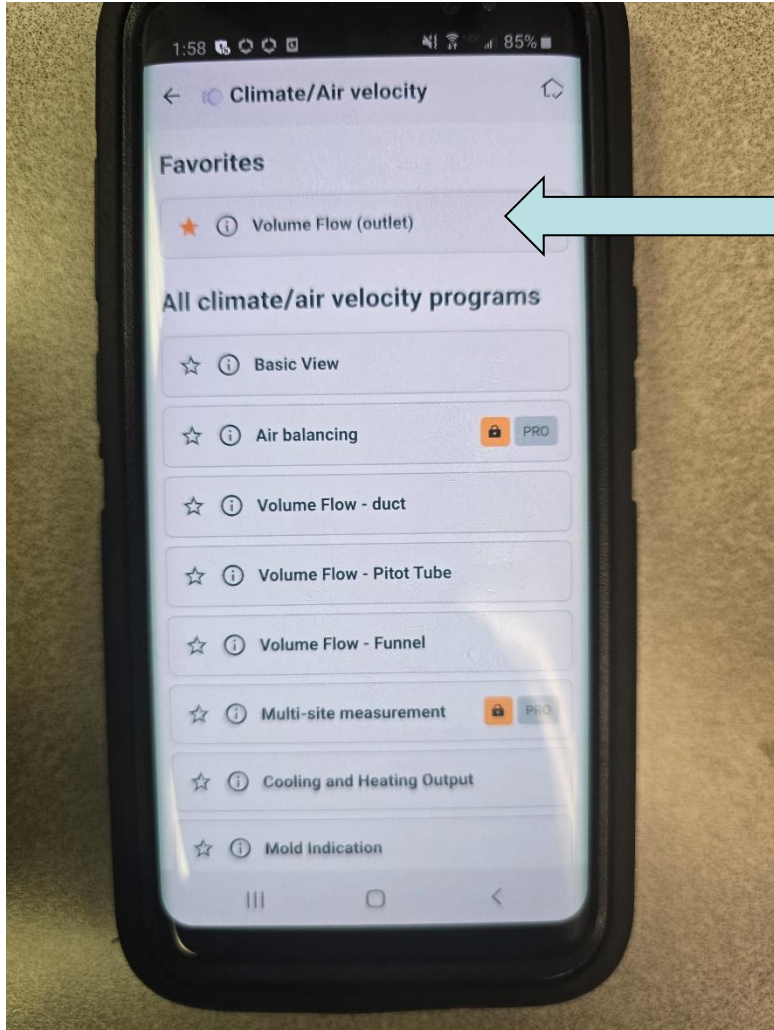 1:58 85%
Climate/Air velocity
Favorites
Volume Flow (outlet)
All climate/air velocity programs
Basic View
Air balancing PRO
Volume Flow - duct
Volume Flow - Pitot Tube
Volume Flow - Funnel
Multi-site measurement PRO
Cooling and Heating Output
Mold Indication